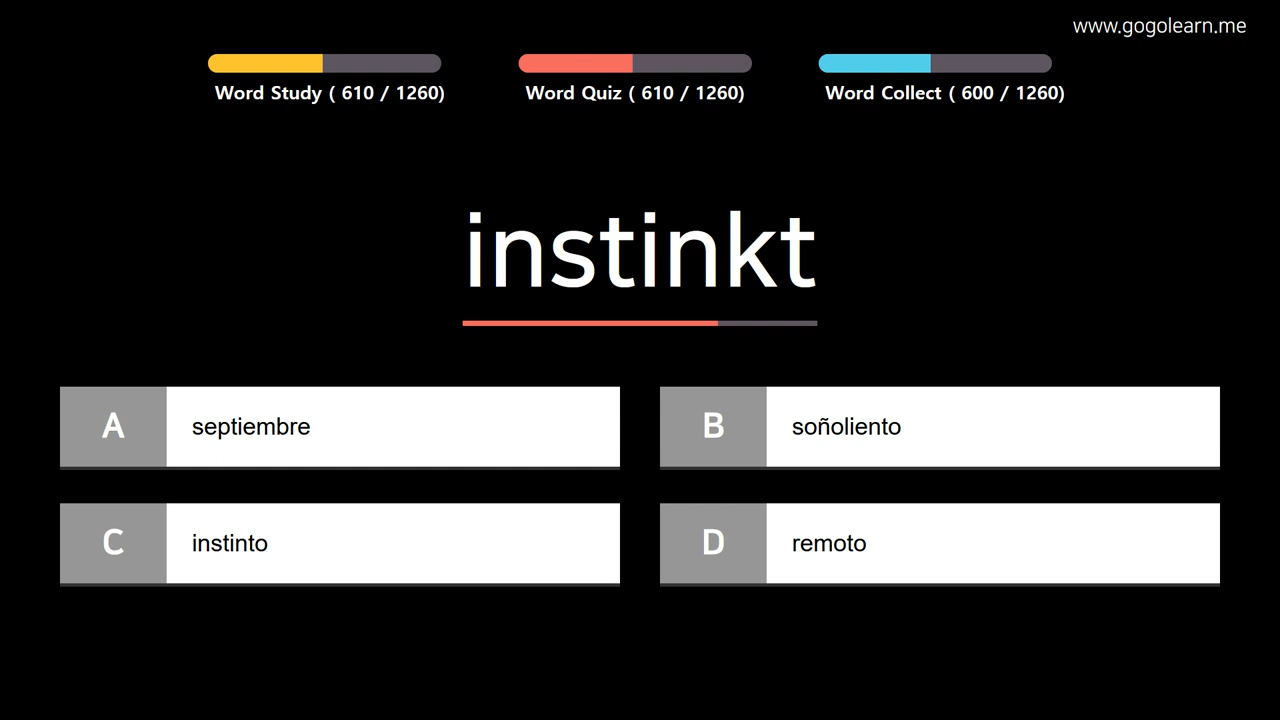 www.gogolearn.me
Word Study ( 610 / 1260)
Word Quiz ( 610 / 1260)
Word Collect ( 600 / 1260)
instinkt
A septiembre
B soñoliento
C instinto
D remoto